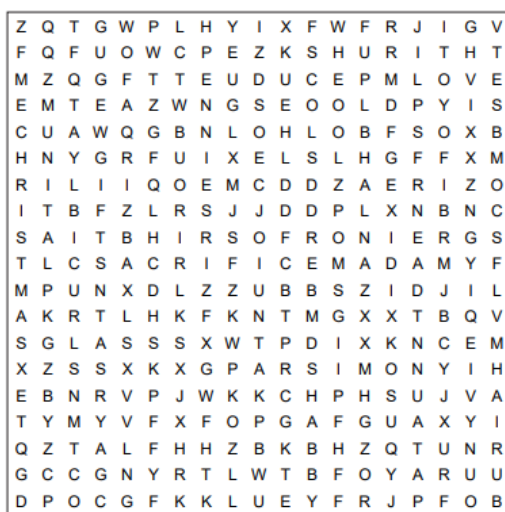 Z Q T G W P L H Y I X F W F R J I G V
F Q F U O W C P E Z K S H U R I T H T
M Z Q G F T T E U D U C E P M L O V E
E M T E A Z W N G S E O O L D P Y I S
C U A W Q G B N L O H L O B F S O X B
H N Y G R F U I X E L S L H G F F X M
R I L I I Q O E M C D D Z A E R I Z O
I T B F Z L R S J J D D P L X N B N C
S A I T B H I R S O F R O N I E R G S
T L C S A C R I F I C E M A D A M Y F
M P U N X D L Z Z U B B S Z I D J I L
A K R T L H K F K N T M G X X T B Q V
S G L A S S S X W T P D I X K N C E M
X Z S S X K X G P A R S I M O N Y I H
E B N R V P J W K K C H P H S U J V A
T Y M Y V F X F O P G A F G U A X Y I
Q Z T A L F H H Z B K B H Z Q T U N R
G C C G N Y R T L W T B F O Y A R U U
D P O C G F K K L U E Y F R J P F O B